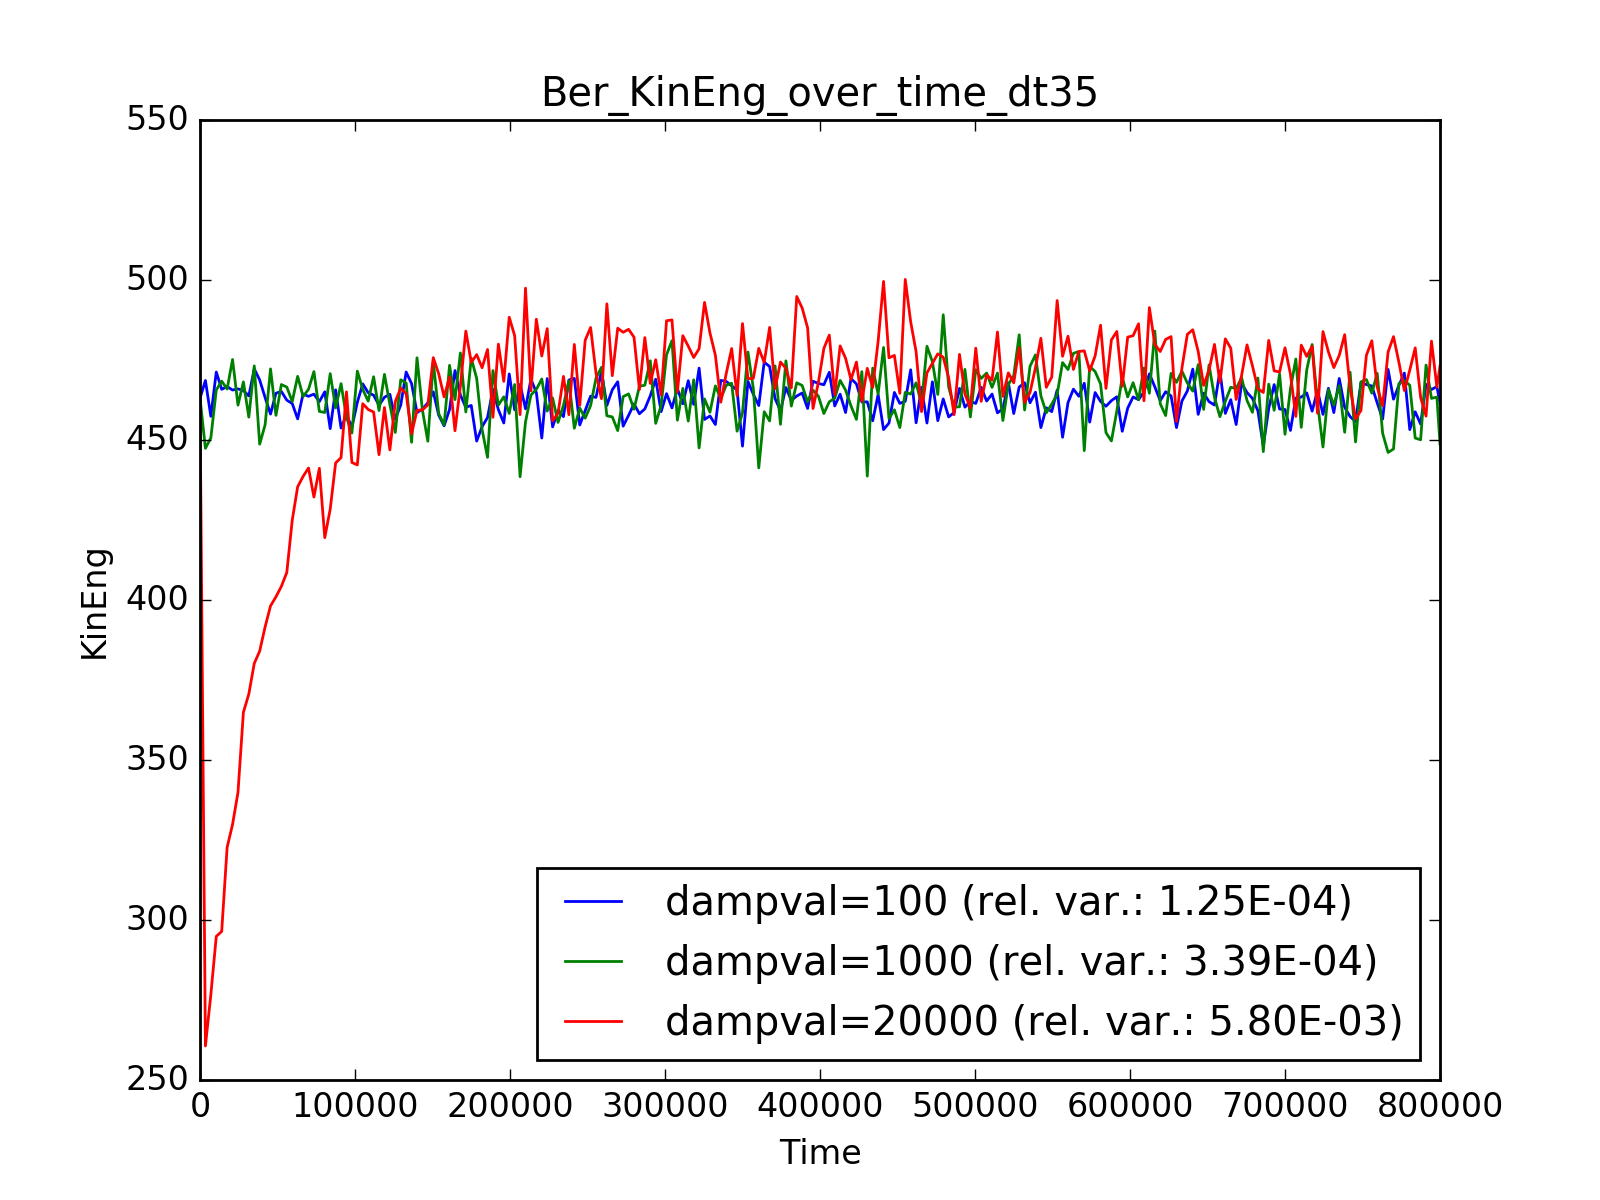 Ber_KinEng_over_time_dt35
550
500
450
400
350
300
250
KinEng
dampval=100 (rel. var.: 1.25E-04)
dampval=1000 (rel. var.: 3.39E-04)
dampval=20000 (rel. var.: 5.80E-03)
0 100000 200000 300000 400000 500000 600000 700000 800000
Time